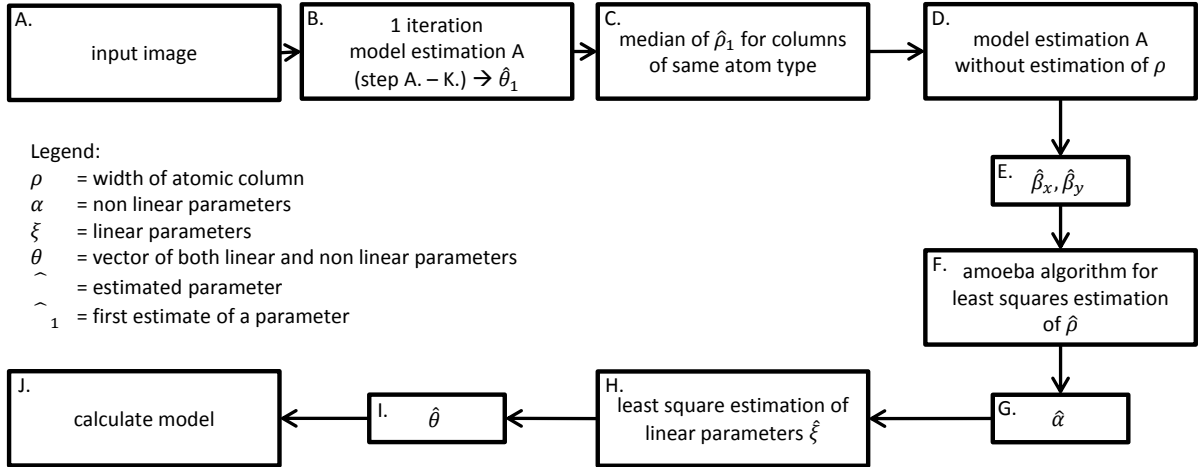 A.
input image
B.
1 iteration
model estimation A
(step A. – K.) → θ̂₁
C.
median of ρ̂₁ for columns
of same atom type
D.
model estimation A
without estimation of ρ
E.
β̂ₓ, β̂ᵧ
F.
amoeba algorithm for
least squares estimation
of ρ̂
G.
α̂
H.
least square estimation of
linear parameters ξ̂
I.
θ̂
J.
calculate model
Legend:
ρ = width of atomic column
α = non linear parameters
ξ = linear parameters
θ = vector of both linear and non linear parameters
̂ = estimated parameter
̂ ₁ = first estimate of a parameter